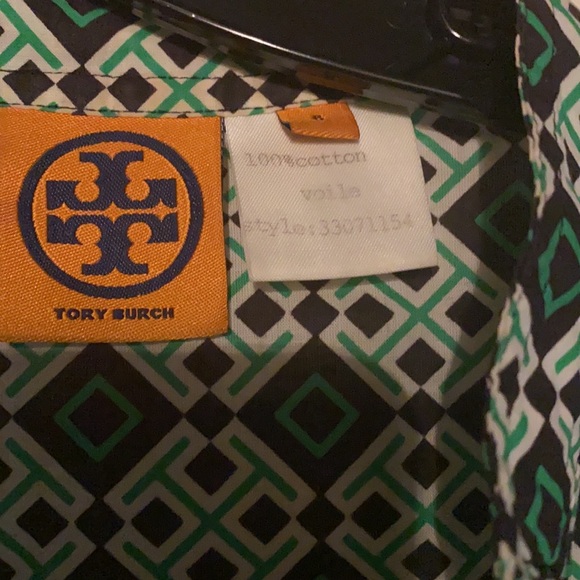 TORY BURCH
100%cotton
voile
style:33071154